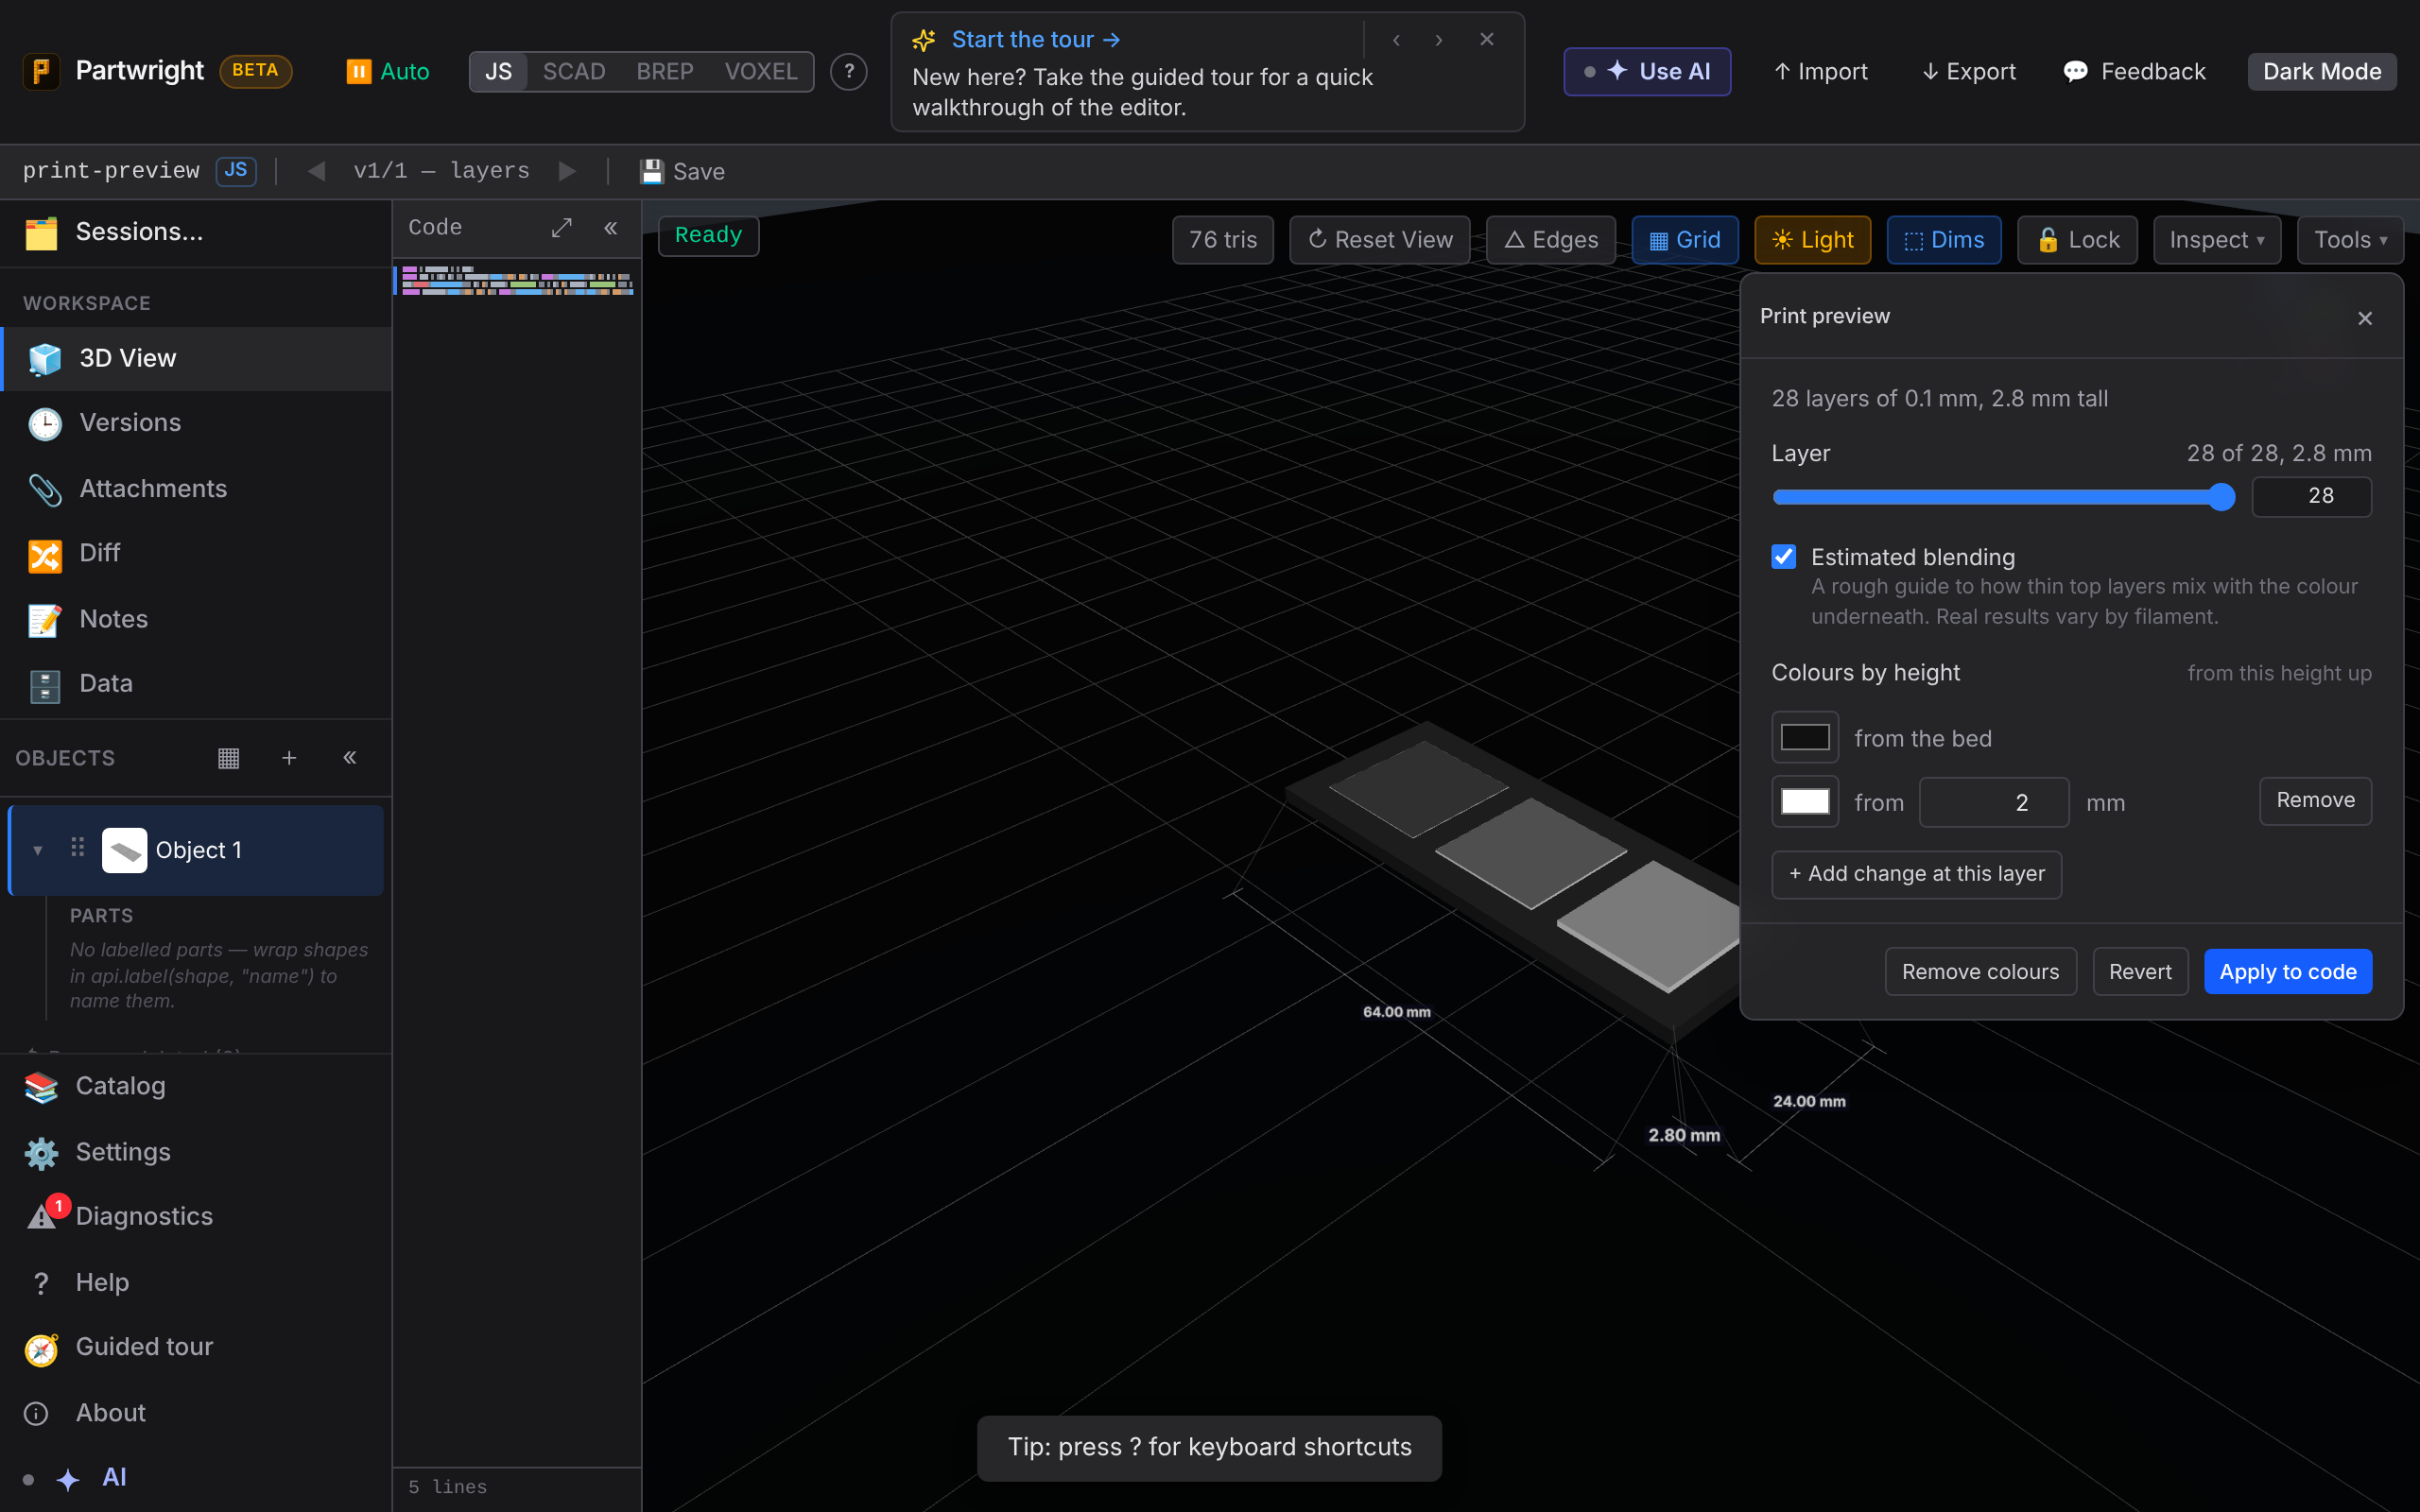 Partwright BETA
Auto
JS SCAD BREP VOXEL ?
Start the tour →
New here? Take the guided tour for a quick
walkthrough of the editor.
Use AI
Import
Export
Feedback
Dark Mode
print-preview JS
v1/1 — layers
Save
Sessions...
WORKSPACE
3D View
Versions
Attachments
Diff
Notes
Data
OBJECTS
Object 1
PARTS
No labelled parts — wrap shapes
in api.label(shape, "name") to
name them.
Catalog
Settings
1
Diagnostics
? Help
Guided tour
About
AI
Code
5 lines
Ready
76 tris
Reset View
Edges
Grid
Light
Dims
Lock
Inspect
Tools
Print preview
28 layers of 0.1 mm, 2.8 mm tall
Layer 28 of 28, 2.8 mm
28
Estimated blending
A rough guide to how thin top layers mix with the colour
underneath. Real results vary by filament.
Colours by height from this height up
from the bed
from 2 mm Remove
+ Add change at this layer
Remove colours Revert Apply to code
64.00 mm
24.00 mm
2.80 mm
Tip: press ? for keyboard shortcuts